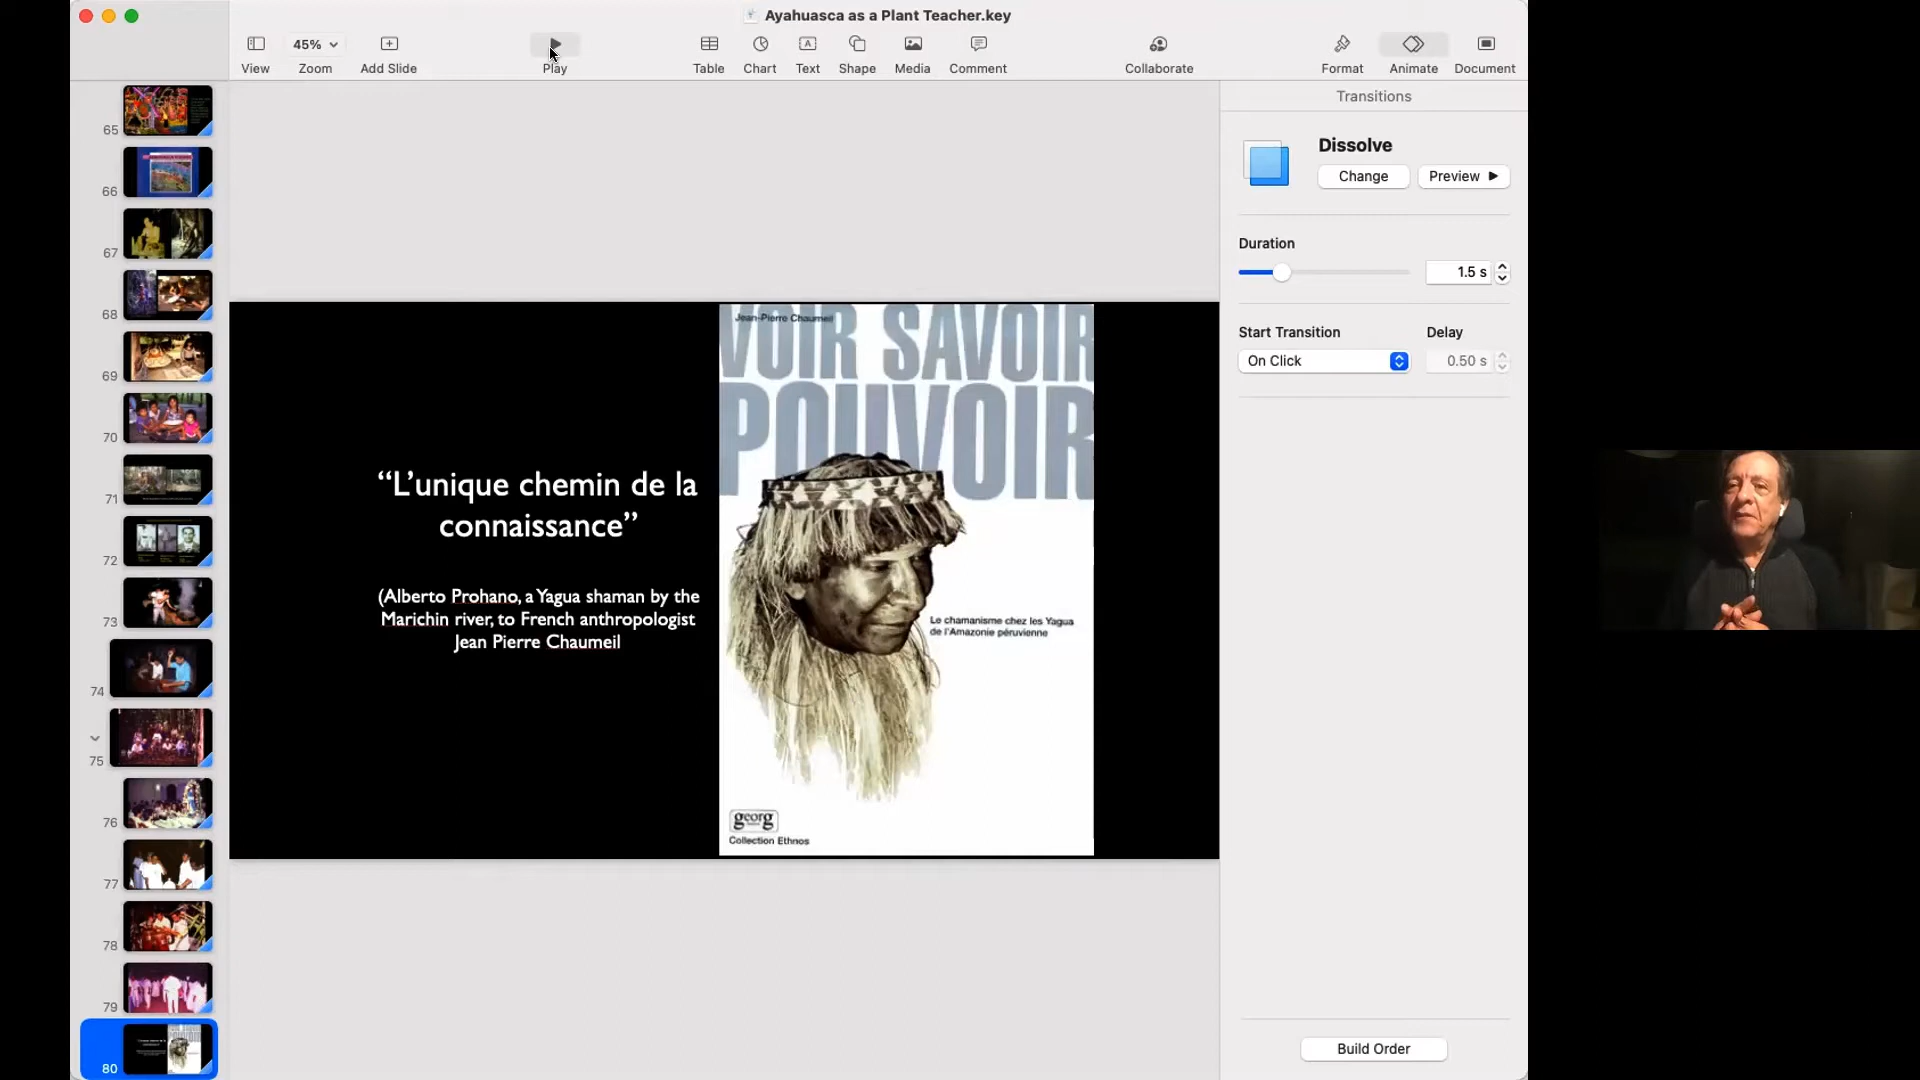 Ayahuasca as a Plant Teacher.key
45%
View
Zoom
Add Slide
Play
Table
Chart
Text
Shape
Media
Comment
Collaborate
Format
Animate
Document
65
66
67
68
69
70
71
72
73
74
75
76
77
78
79
80
“L’unique chemin de la
connaissance”
(Alberto Prohano, a Yagua shaman by the
Marichin river, to French anthropologist
Jean Pierre Chaumeil
Jean-Pierre Chaumeil
VOIR SAVOIR
POUVOIR
Le chamanisme chez les Yagua
de l'Amazonie péruvienne
georg
Collection Ethnos
Transitions
Dissolve
Change
Preview
Duration
1.5 s
Start Transition
Delay
On Click
0.50 s
Build Order